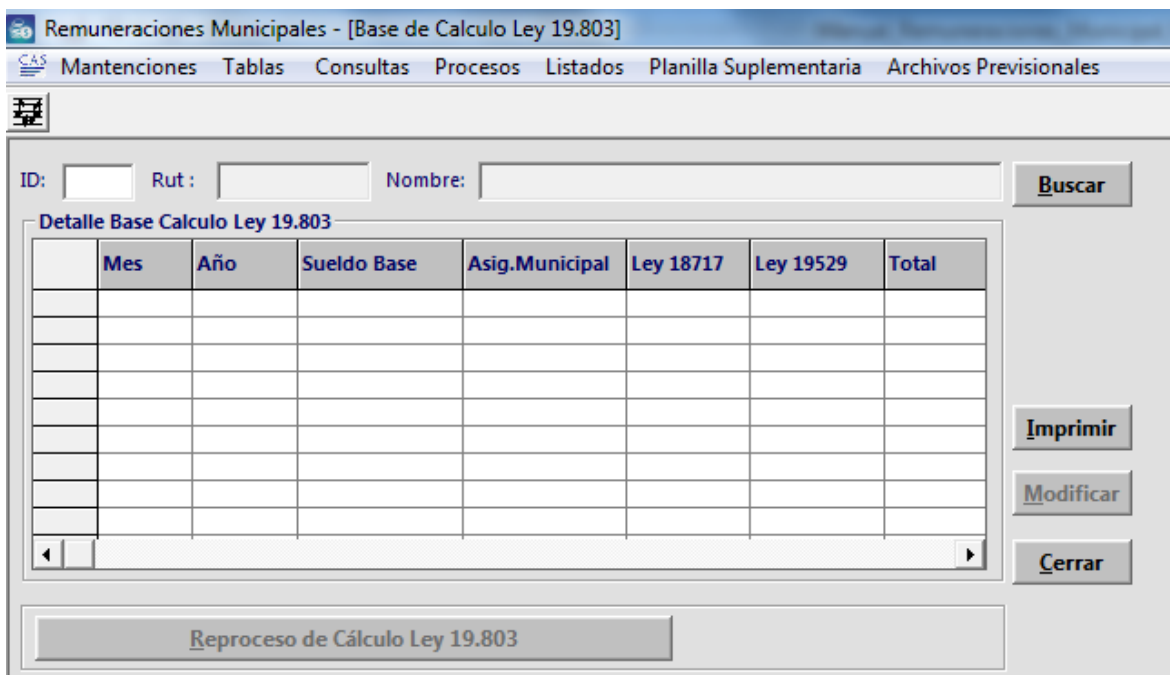 Remuneraciones Municipales - [Base de Calculo Ley 19.803]
CAS Mantenciones Tablas Consultas Procesos Listados Planilla Suplementaria Archivos Previsionales
ID: Rut : Nombre: Buscar
Detalle Base Calculo Ley 19.803
Mes Año Sueldo Base Asig.Municipal Ley 18717 Ley 19529 Total
Imprimir
Modificar
Cerrar
Reproceso de Cálculo Ley 19.803